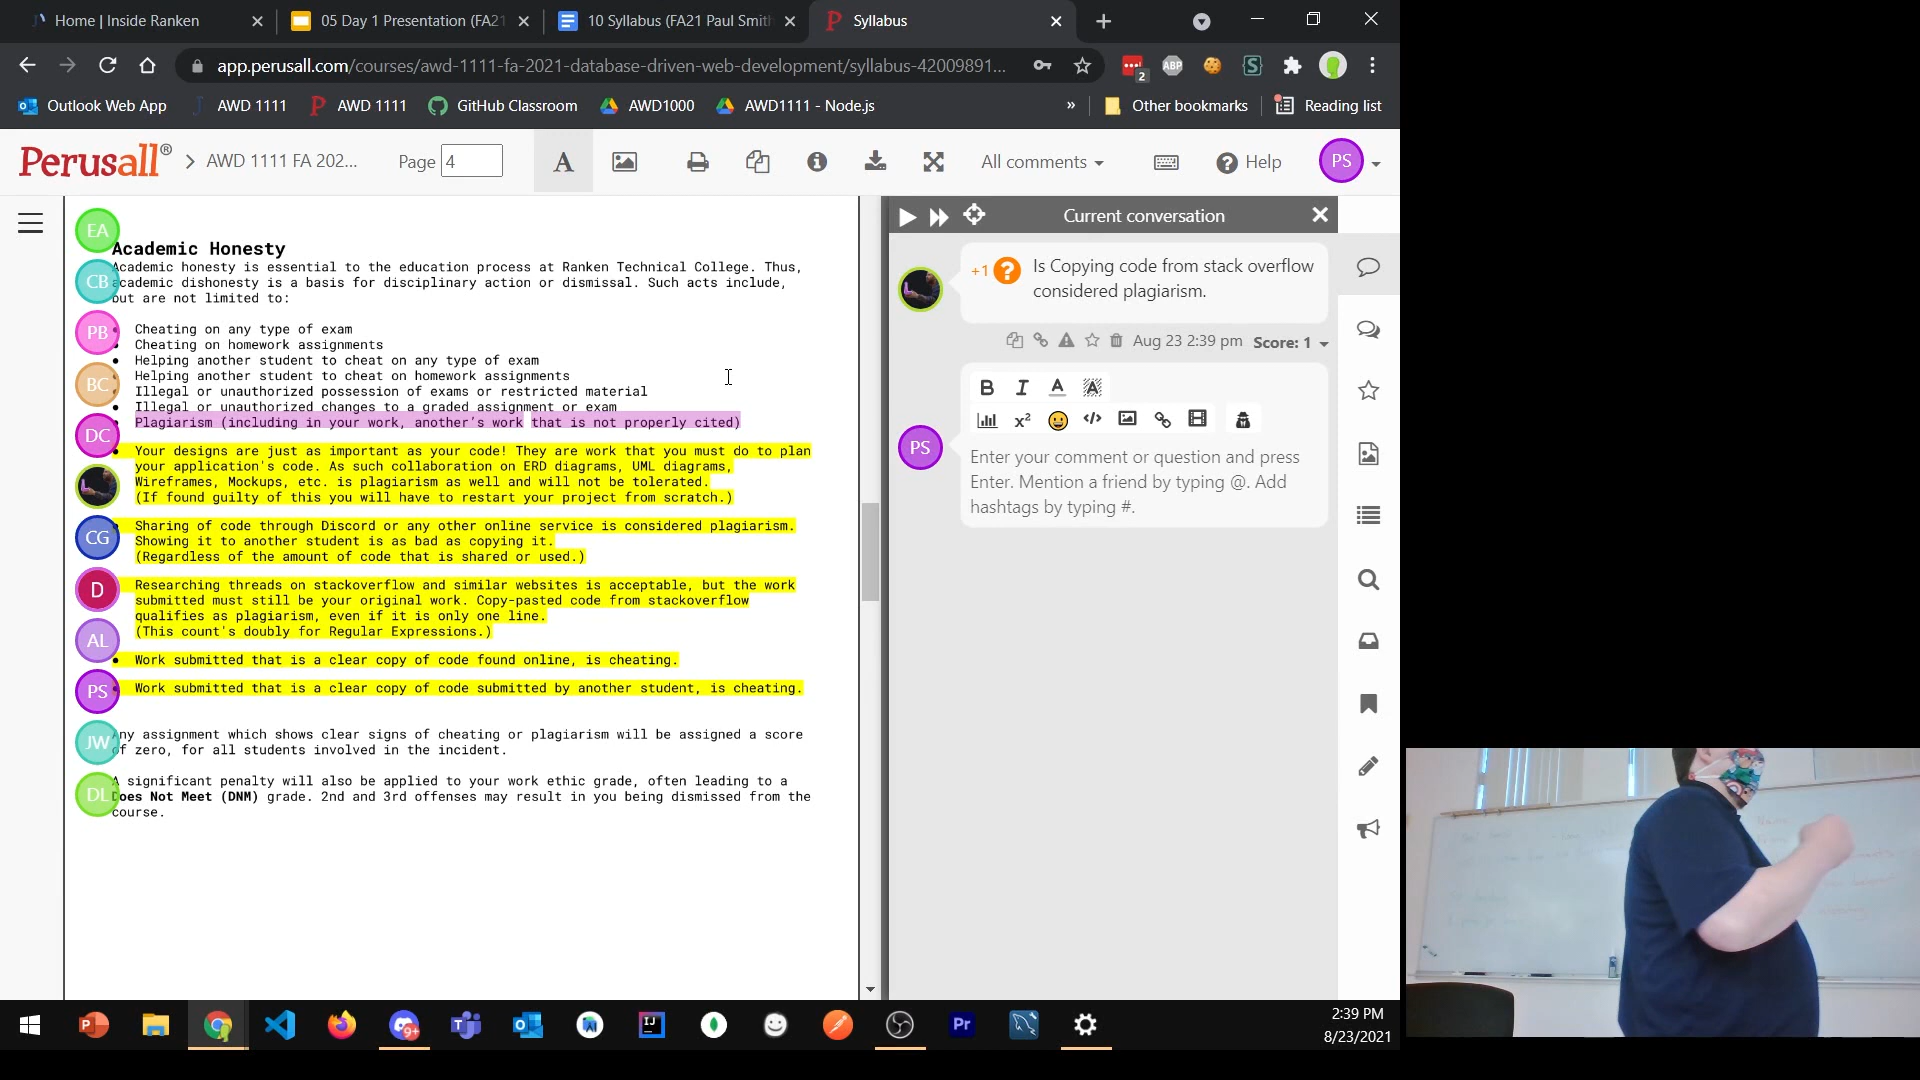 Home | Inside Ranken
05 Day 1 Presentation (FA21
10 Syllabus (FA21 Paul Smith
Syllabus
app.perusall.com/courses/awd-1111-fa-2021-database-driven-web-development/syllabus-42009891...
2
ABP
Outlook Web App
AWD 1111
AWD 1111
GitHub Classroom
AWD1000
AWD1111 - Node.js
»
Other bookmarks
Reading list
Perusall®
AWD 1111 FA 202...
Page 4
A
All comments
Help
PS
EA
CB
PB
BC
DC
CG
D
AL
PS
JW
DL
Academic Honesty
Academic honesty is essential to the education process at Ranken Technical College. Thus,
academic dishonesty is a basis for disciplinary action or dismissal. Such acts include,
but are not limited to:
Cheating on any type of exam
Cheating on homework assignments
Helping another student to cheat on any type of exam
Helping another student to cheat on homework assignments
Illegal or unauthorized possession of exams or restricted material
Illegal or unauthorized changes to a graded assignment or exam
Plagiarism (including in your work, another's work that is not properly cited)
Your designs are just as important as your code! They are work that you must do to plan
your application's code. As such collaboration on ERD diagrams, UML diagrams,
Wireframes, Mockups, etc. is plagiarism as well and will not be tolerated.
(If found guilty of this you will have to restart your project from scratch.)
Sharing of code through Discord or any other online service is considered plagiarism.
Showing it to another student is as bad as copying it.
(Regardless of the amount of code that is shared or used.)
Researching threads on stackoverflow and similar websites is acceptable, but the work
submitted must still be your original work. Copy-pasted code from stackoverflow
qualifies as plagiarism, even if it is only one line.
(This count's doubly for Regular Expressions.)
Work submitted that is a clear copy of code found online, is cheating.
Work submitted that is a clear copy of code submitted by another student, is cheating.
Any assignment which shows clear signs of cheating or plagiarism will be assigned a score
of zero, for all students involved in the incident.
A significant penalty will also be applied to your work ethic grade, often leading to a
Does Not Meet (DNM) grade. 2nd and 3rd offenses may result in you being dismissed from the
course.
Current conversation
+1
Is Copying code from stack overflow
considered plagiarism.
Aug 23 2:39 pm Score: 1
PS
B I A A
x²
Enter your comment or question and press
Enter. Mention a friend by typing @. Add
hashtags by typing #.
2:39 PM
8/23/2021